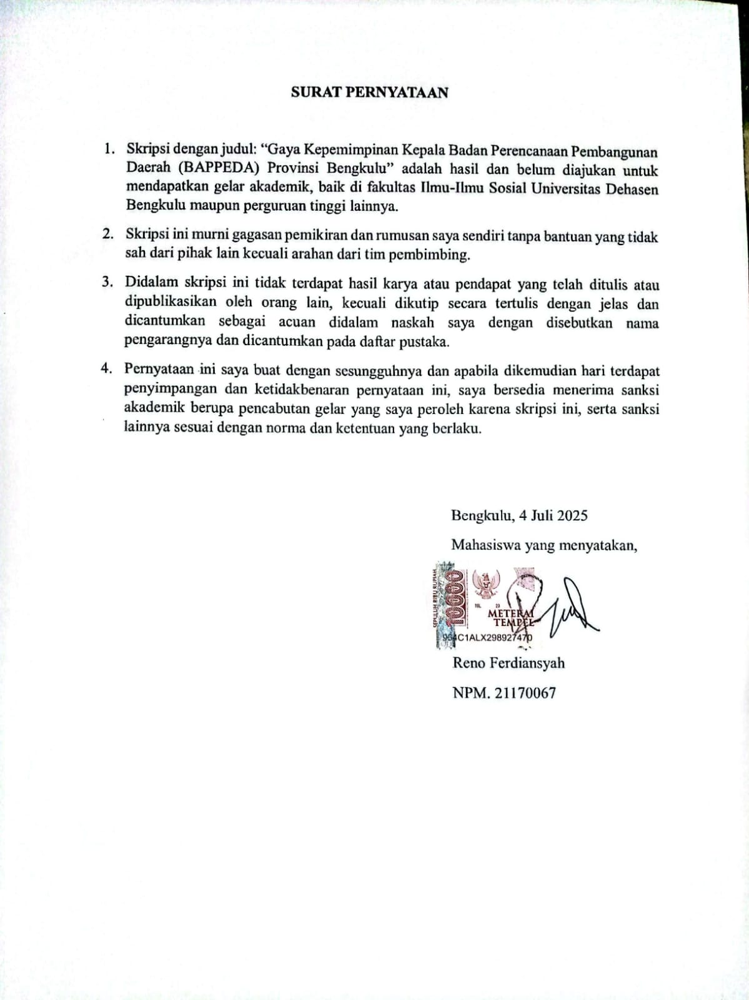 SURAT PERNYATAAN
1. Skripsi dengan judul: “Gaya Kepemimpinan Kepala Badan Perencanaan Pembangunan
Daerah (BAPPEDA) Provinsi Bengkulu” adalah hasil dan belum diajukan untuk
mendapatkan gelar akademik, baik di fakultas Ilmu-Ilmu Sosial Universitas Dehasen
Bengkulu maupun perguruan tinggi lainnya.
2. Skripsi ini murni gagasan pemikiran dan rumusan saya sendiri tanpa bantuan yang tidak
sah dari pihak lain kecuali arahan dari tim pembimbing.
3. Didalam skripsi ini tidak terdapat hasil karya atau pendapat yang telah ditulis atau
dipublikasikan oleh orang lain, kecuali dikutip secara tertulis dengan jelas dan
dicantumkan sebagai acuan didalam naskah saya dengan disebutkan nama
pengarangnya dan dicantumkan pada daftar pustaka.
4. Pernyataan ini saya buat dengan sesungguhnya dan apabila dikemudian hari terdapat
penyimpangan dan ketidakbenaran pernyataan ini, saya bersedia menerima sanksi
akademik berupa pencabutan gelar yang saya peroleh karena skripsi ini, serta sanksi
lainnya sesuai dengan norma dan ketentuan yang berlaku.
Bengkulu, 4 Juli 2025
Mahasiswa yang menyatakan,
SEPULUH RIBU RUPIAH
10000
TGL. 20
METERAI
TEMPEL
964C1ALX298927470
Reno Ferdiansyah
NPM. 21170067